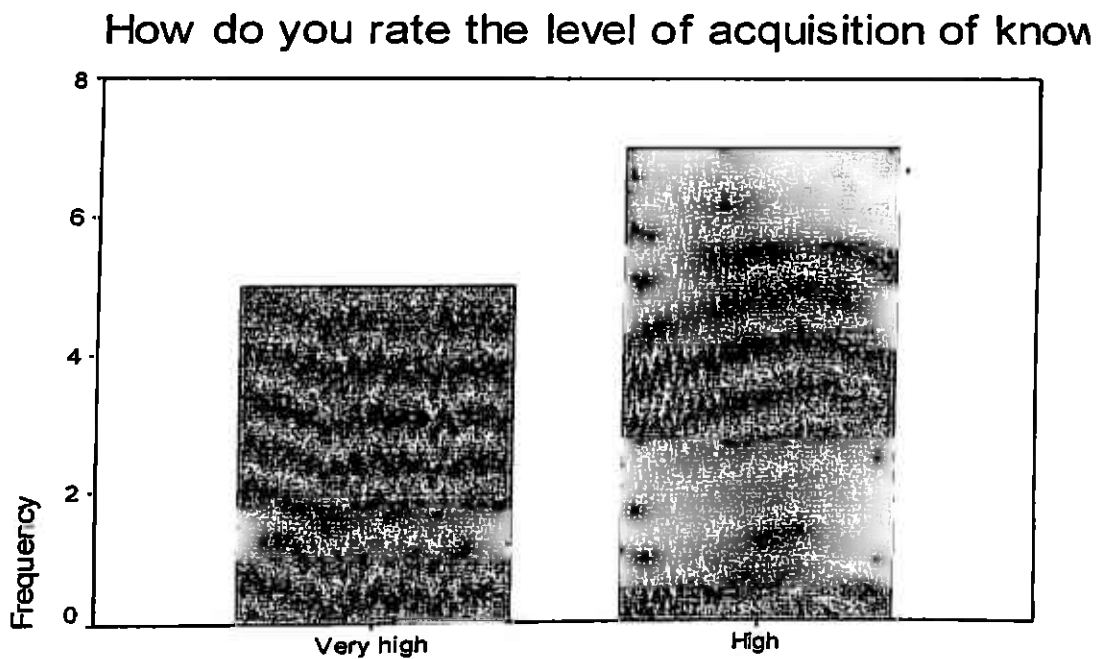 How do you rate the level of acquisition of know
8
6
4
2
0
Frequency
Very high
High